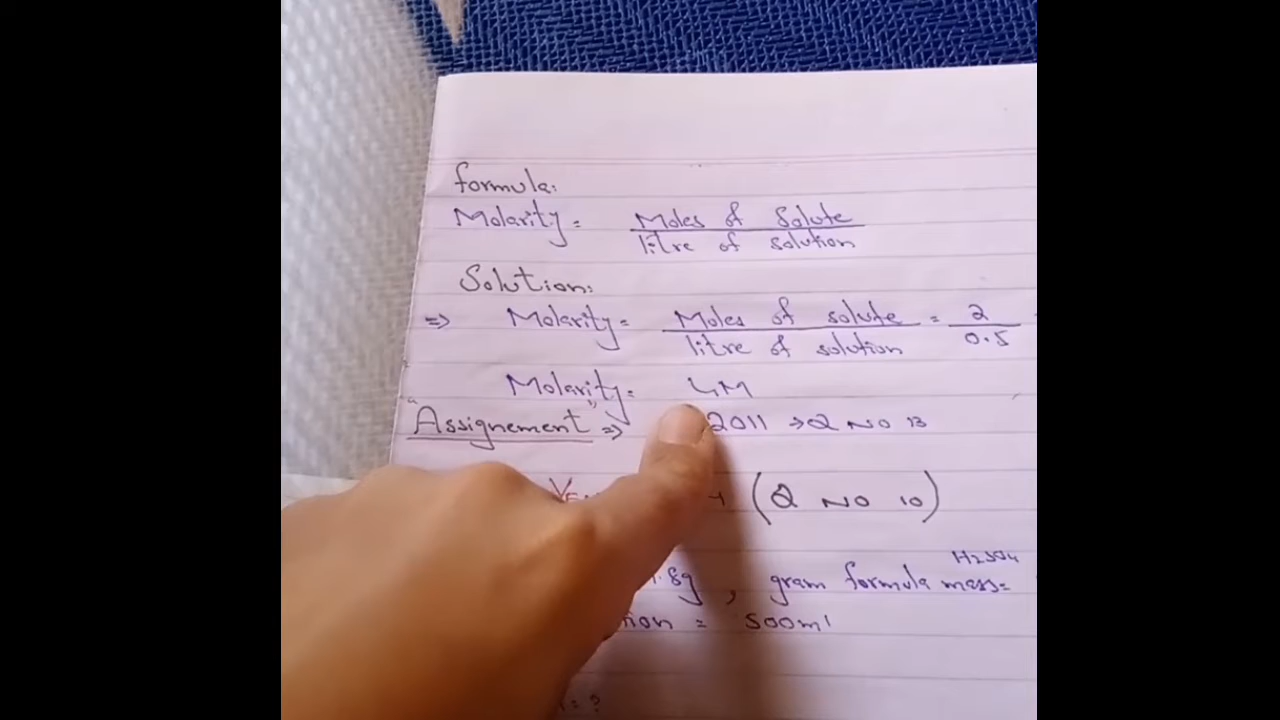 formula:
Molarity = Moles of Solute / litre of solution
Solution:
⇒ Molarity = Moles of solute / litre of solution = 2 / 0.5
Molarity = 4M
"Assignement" ⇒ 2011 → Q NO 13
(Q NO 10)
.8g, gram formula mass=
H2SO4
= 500ml
= ?